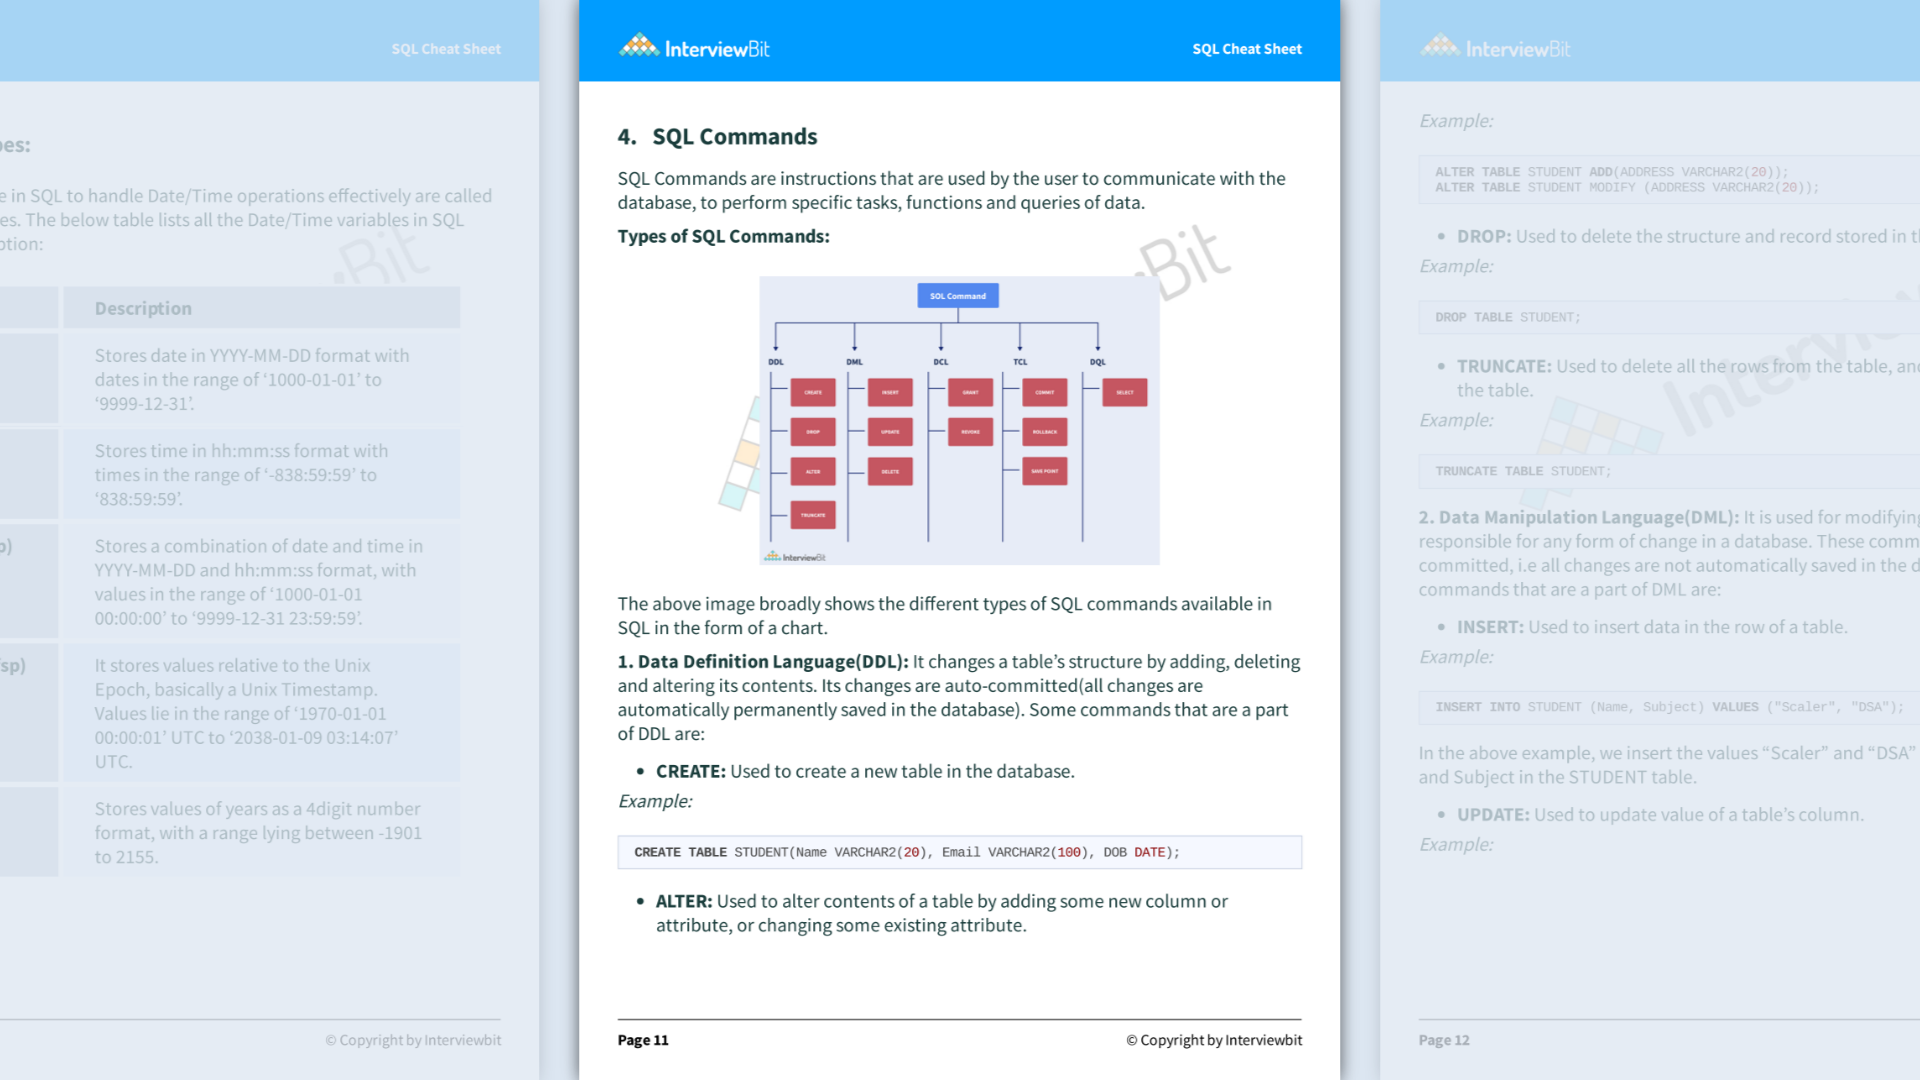 SQL Cheat Sheet
pes:
e in SQL to handle Date/Time operations effectively are called
es. The below table lists all the Date/Time variables in SQL
ption:
Bit
Description
Stores date in YYYY-MM-DD format with
dates in the range of ‘1000-01-01’ to
‘9999-12-31’.
Stores time in hh:mm:ss format with
times in the range of ‘-838:59:59’ to
‘838:59:59’.
p)
Stores a combination of date and time in
YYYY-MM-DD and hh:mm:ss format, with
values in the range of ‘1000-01-01
00:00:00’ to ‘9999-12-31 23:59:59’.
sp)
It stores values relative to the Unix
Epoch, basically a Unix Timestamp.
Values lie in the range of ‘1970-01-01
00:00:01’ UTC to ‘2038-01-09 03:14:07’
UTC.
Stores values of years as a 4digit number
format, with a range lying between -1901
to 2155.
© Copyright by Interviewbit
InterviewBit
SQL Cheat Sheet
4. SQL Commands
SQL Commands are instructions that are used by the user to communicate with the
database, to perform specific tasks, functions and queries of data.
Types of SQL Commands:
Bit
SQL Command
DDL DML DCL TCL DQL
CREATE INSERT GRANT COMMIT SELECT
DROP UPDATE REVOKE ROLLBACK
ALTER DELETE SAVE POINT
TRUNCATE
InterviewBit
The above image broadly shows the different types of SQL commands available in
SQL in the form of a chart.
1. Data Definition Language(DDL): It changes a table’s structure by adding, deleting
and altering its contents. Its changes are auto-committed(all changes are
automatically permanently saved in the database). Some commands that are a part
of DDL are:
• CREATE: Used to create a new table in the database.
Example:
CREATE TABLE STUDENT(Name VARCHAR2(20), Email VARCHAR2(100), DOB DATE);
• ALTER: Used to alter contents of a table by adding some new column or
attribute, or changing some existing attribute.
Page 11
© Copyright by Interviewbit
InterviewBit
Example:
ALTER TABLE STUDENT ADD(ADDRESS VARCHAR2(20));
ALTER TABLE STUDENT MODIFY (ADDRESS VARCHAR2(20));
• DROP: Used to delete the structure and record stored in t
Example:
DROP TABLE STUDENT;
• TRUNCATE: Used to delete all the rows from the table, and
the table.
Example:
TRUNCATE TABLE STUDENT;
2. Data Manipulation Language(DML): It is used for modifying
responsible for any form of change in a database. These comm
committed, i.e all changes are not automatically saved in the d
commands that are a part of DML are:
• INSERT: Used to insert data in the row of a table.
Example:
INSERT INTO STUDENT (Name, Subject) VALUES ("Scaler", "DSA");
In the above example, we insert the values “Scaler” and “DSA”
and Subject in the STUDENT table.
• UPDATE: Used to update value of a table’s column.
Example:
Page 12